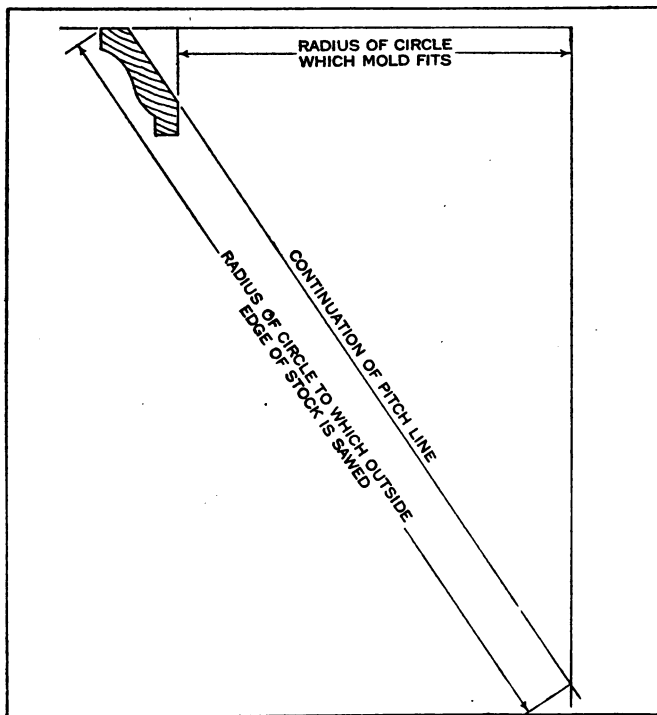 RADIUS OF CIRCLE
WHICH MOLD FITS
CONTINUATION OF PITCH LINE
RADIUS OF CIRCLE TO WHICH OUTSIDE
EDGE OF STOCK IS SAWED